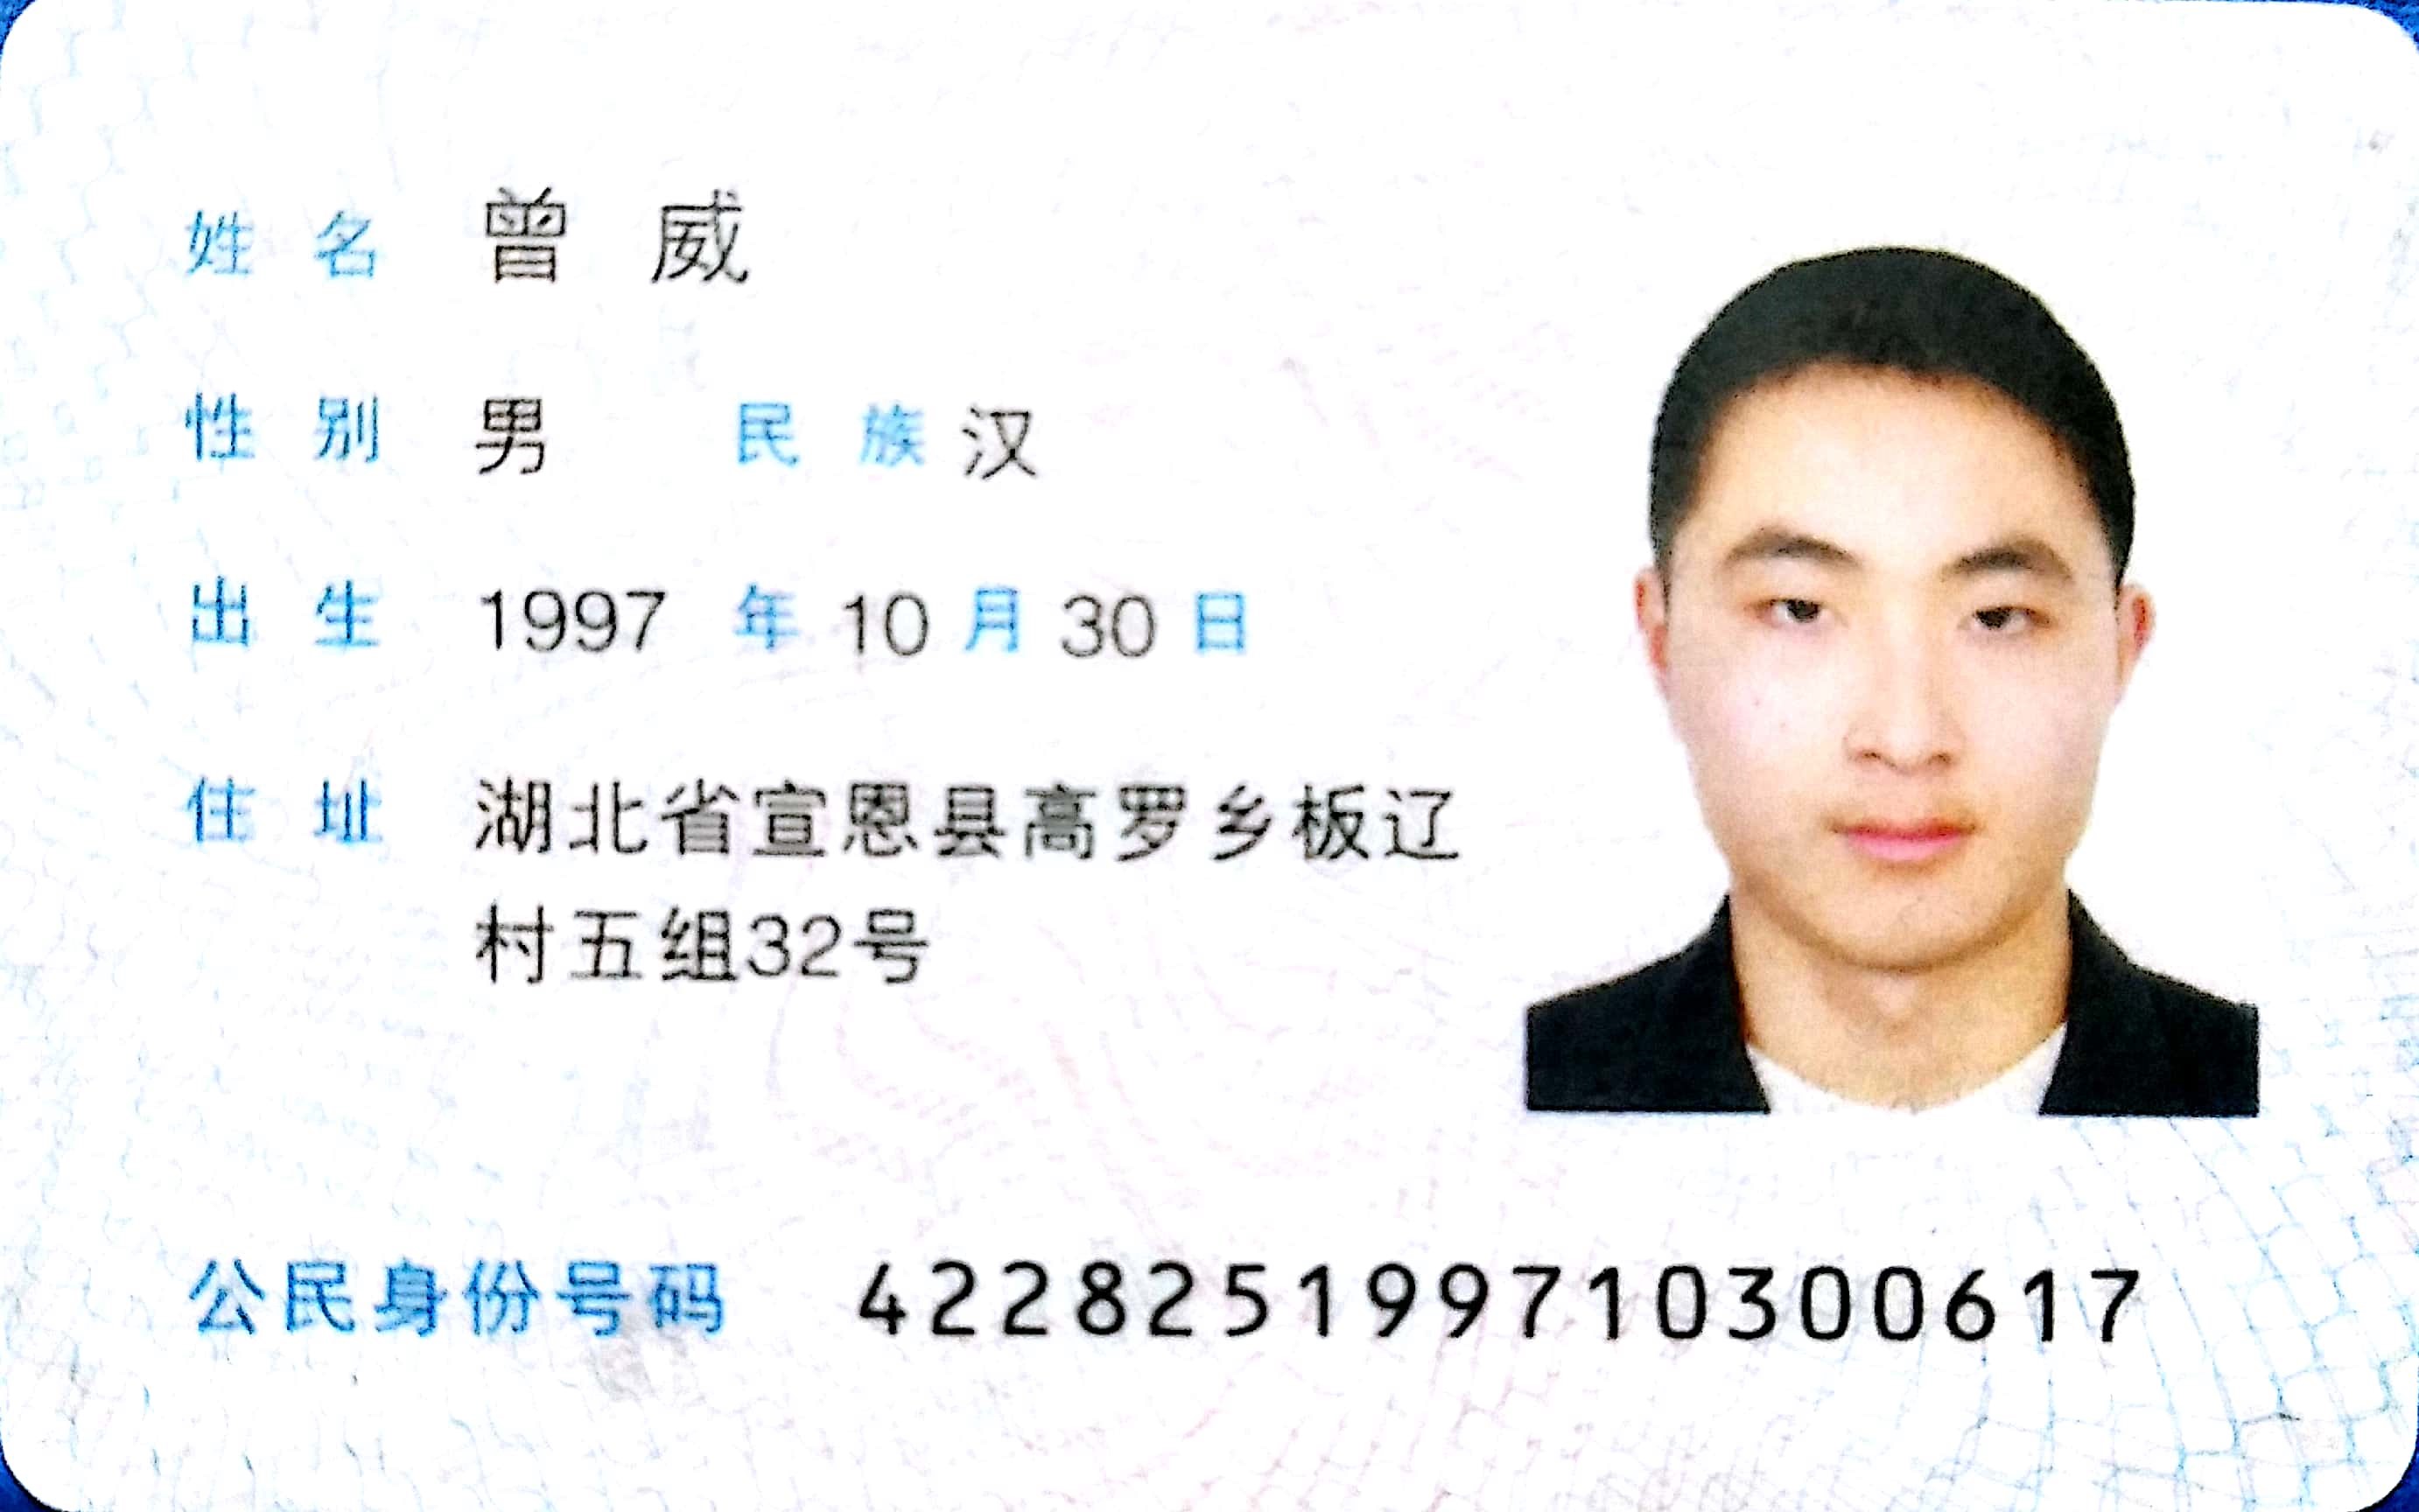 姓名 曾威
性别 男 民族 汉
出生 1997 年 10 月 30 日
住址 湖北省宣恩县高罗乡板辽
村五组32号
公民身份号码 422825199710300617